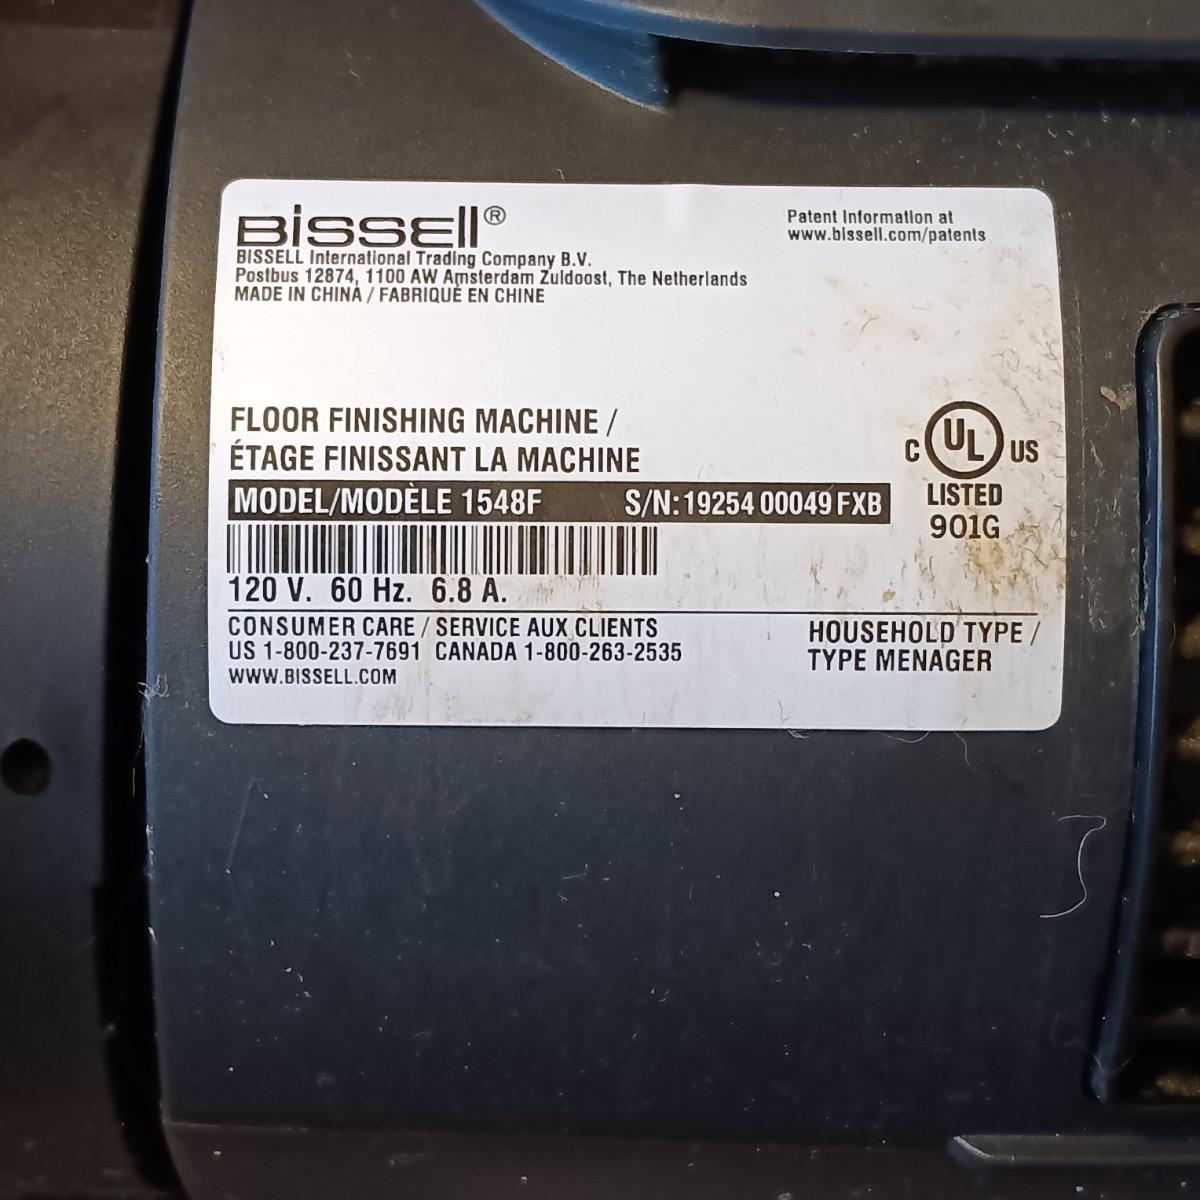 BISSELL®
BISSELL International Trading Company B.V.
Postbus 12874, 1100 AW Amsterdam Zuidoost, The Netherlands
MADE IN CHINA / FABRIQUÉ EN CHINE
Patent Information at
www.bissell.com/patents
FLOOR FINISHING MACHINE /
ÉTAGE FINISSANT LA MACHINE
MODEL/MODÈLE 1548F S/N:19254 00049 FXB
C UL US
LISTED
901G
120 V. 60 Hz. 6.8 A.
CONSUMER CARE / SERVICE AUX CLIENTS
US 1-800-237-7691 CANADA 1-800-263-2535
WWW.BISSELL.COM
HOUSEHOLD TYPE /
TYPE MENAGER